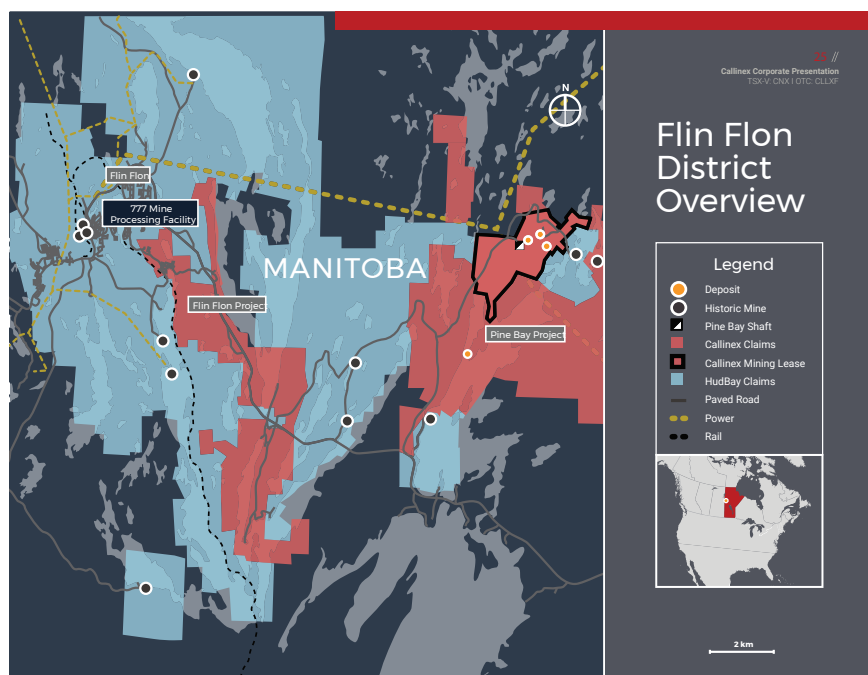 25 //
Callinex Corporate Presentation
TSX-V: CNX I OTC: CLLXF
Flin Flon
District
Overview
N
Flin Flon
777 Mine
Processing Facility
MANITOBA
Flin Flon Project
Pine Bay Project
Legend
Deposit
Historic Mine
Pine Bay Shaft
Callinex Claims
Callinex Mining Lease
HudBay Claims
Paved Road
Power
Rail
2 km